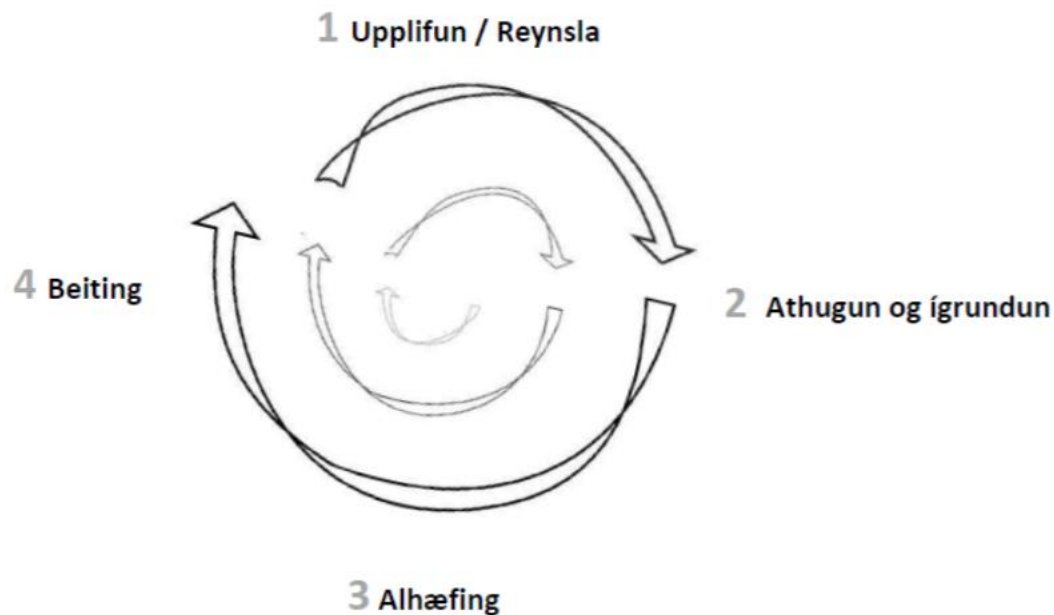 1 Upplifun / Reynsla
4 Beiting
2 Athugun og ígrundun
3 Alhæfing